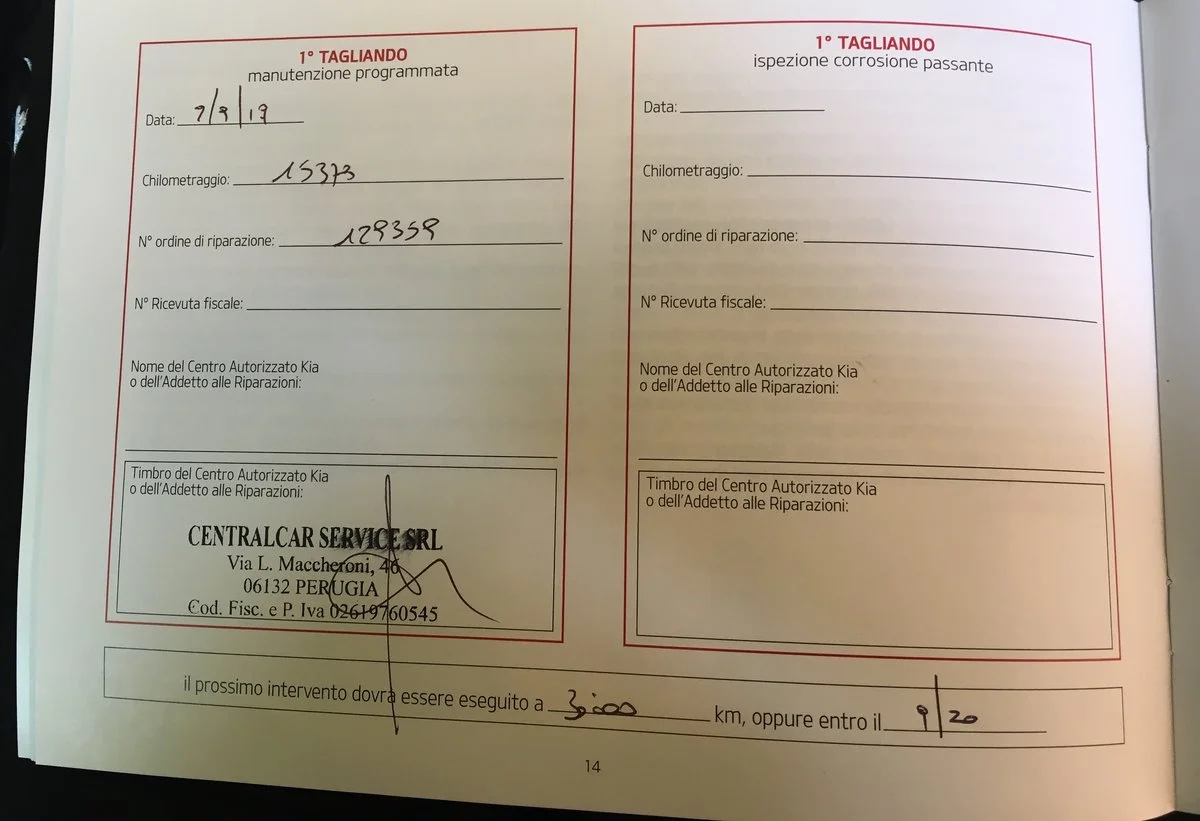 1° TAGLIANDO
manutenzione programmata
Data: 7/9/19
Chilometraggio: 15373
N° ordine di riparazione: 129359
N° Ricevuta fiscale:
Nome del Centro Autorizzato Kia
o dell'Addetto alle Riparazioni:
Timbro del Centro Autorizzato Kia
o dell'Addetto alle Riparazioni:
CENTRALCAR SERVICE SRL
Via L. Maccheroni, 46
06132 PERUGIA
Cod. Fisc. e P. Iva 02619760545
1° TAGLIANDO
ispezione corrosione passante
Data:
Chilometraggio:
N° ordine di riparazione:
N° Ricevuta fiscale:
Nome del Centro Autorizzato Kia
o dell'Addetto alle Riparazioni:
Timbro del Centro Autorizzato Kia
o dell'Addetto alle Riparazioni:
il prossimo intervento dovrà essere eseguito a km, oppure entro il 9/20
14